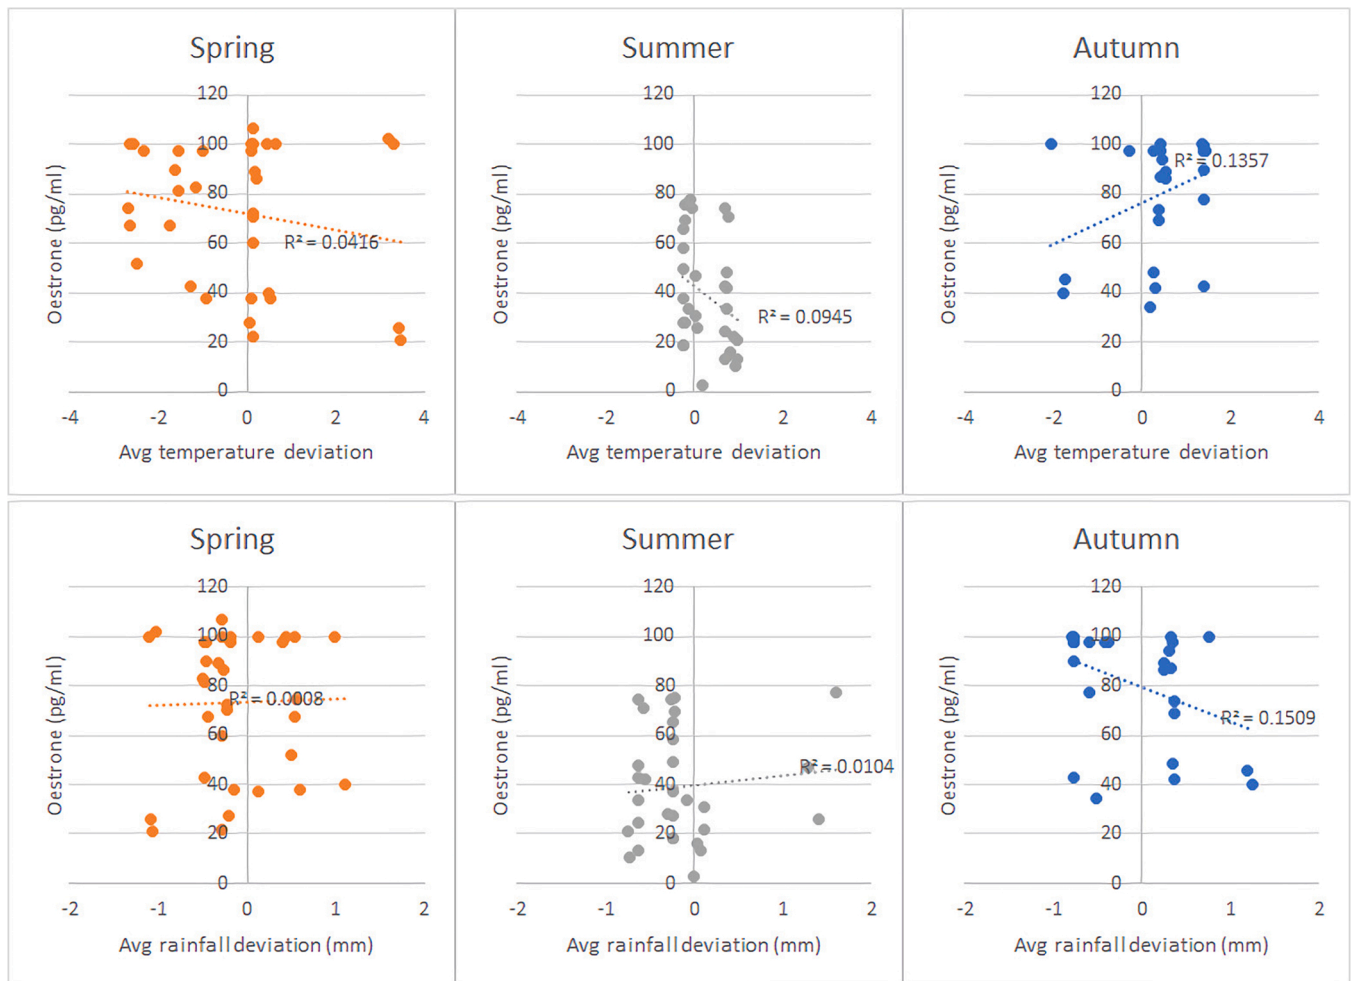 Spring
120
100
80
60
40
20
0
Oestrone (pg/ml)
R² = 0.0416
-4 -2 0 2 4
Avg temperature deviation
Summer
120
100
80
60
40
20
0
Oestrone (pg/ml)
R² = 0.0945
-4 -2 0 2 4
Avg temperature deviation
Autumn
120
100
80
60
40
20
0
Oestrone (pg/ml)
R² = 0.1357
-4 -2 0 2 4
Avg temperature deviation
Spring
120
100
80
60
40
20
0
Oestrone (pg/ml)
R² = 0.0008
-2 -1 0 1 2
Avg rainfall deviation (mm)
Summer
120
100
80
60
40
20
0
Oestrone (pg/ml)
R² = 0.0104
-2 -1 0 1 2
Avg rainfall deviation (mm)
Autumn
120
100
80
60
40
20
0
Oestrone (pg/ml)
R² = 0.1509
-2 -1 0 1 2
Avg rainfall deviation (mm)